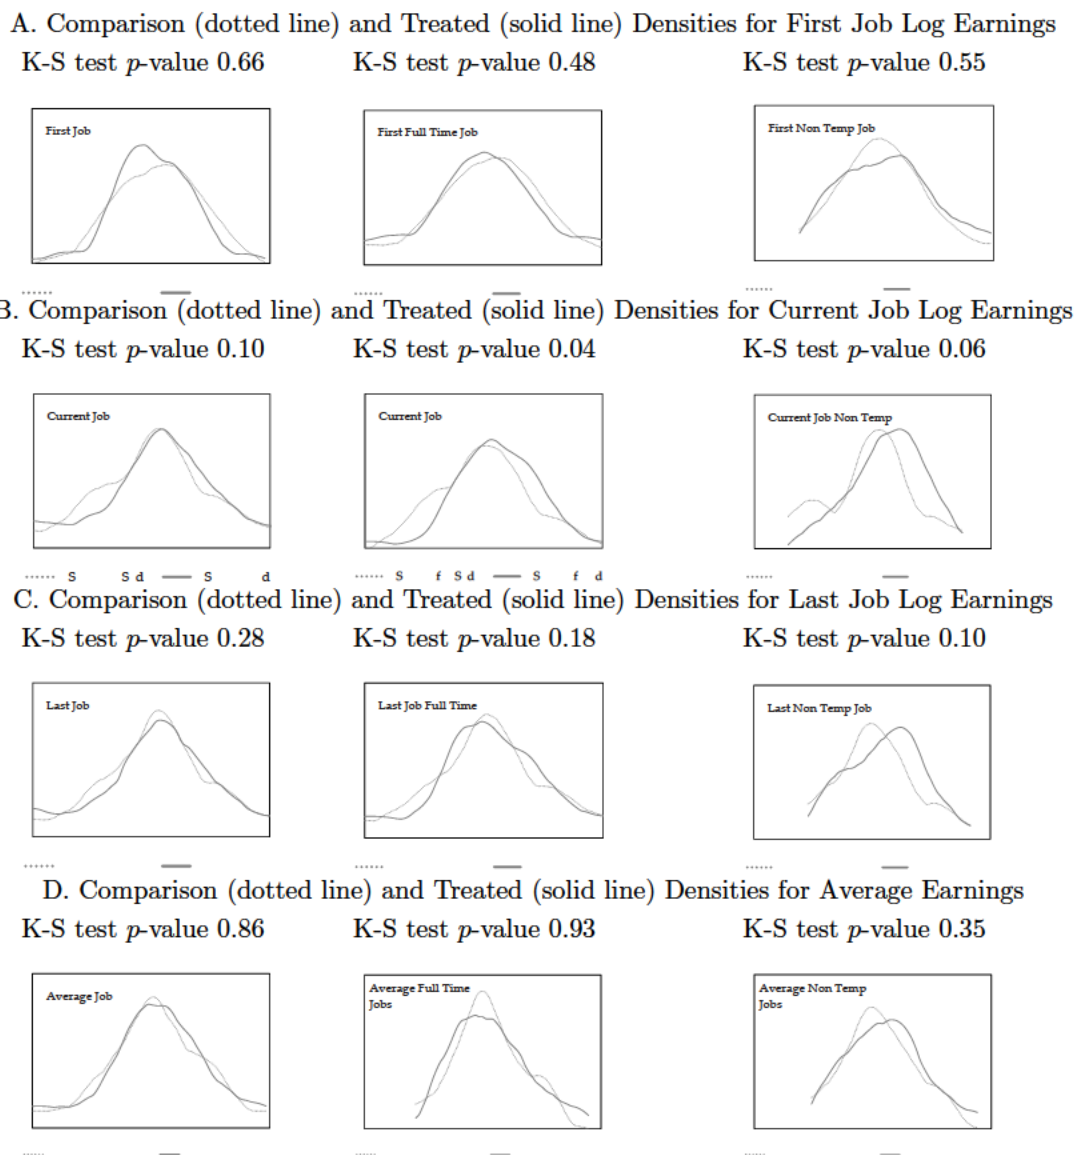 A. Comparison (dotted line) and Treated (solid line) Densities for First Job Log Earnings
K-S test p-value 0.66 K-S test p-value 0.48 K-S test p-value 0.55
First Job First Full Time Job First Non Temp Job
B. Comparison (dotted line) and Treated (solid line) Densities for Current Job Log Earnings
K-S test p-value 0.10 K-S test p-value 0.04 K-S test p-value 0.06
Current Job Current Job Current Job Non Temp
S S d S d S f S d S f d
C. Comparison (dotted line) and Treated (solid line) Densities for Last Job Log Earnings
K-S test p-value 0.28 K-S test p-value 0.18 K-S test p-value 0.10
Last Job Last Job Full Time Last Non Temp Job
D. Comparison (dotted line) and Treated (solid line) Densities for Average Earnings
K-S test p-value 0.86 K-S test p-value 0.93 K-S test p-value 0.35
Average Job Average Full Time Average Non Temp
Jobs Jobs